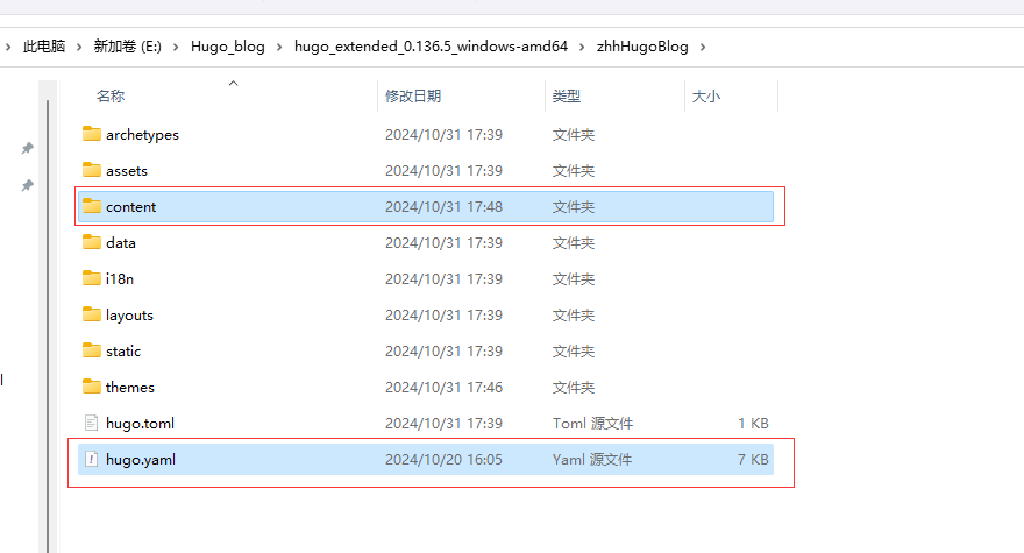 此电脑 新加卷 (E:) Hugo_blog hugo_extended_0.136.5_windows-amd64 zhhHugoBlog
名称 修改日期 类型 大小
archetypes 2024/10/31 17:39 文件夹
assets 2024/10/31 17:39 文件夹
content 2024/10/31 17:48 文件夹
data 2024/10/31 17:39 文件夹
i18n 2024/10/31 17:39 文件夹
layouts 2024/10/31 17:39 文件夹
static 2024/10/31 17:39 文件夹
themes 2024/10/31 17:46 文件夹
hugo.toml 2024/10/31 17:39 Toml 源文件 1 KB
hugo.yaml 2024/10/20 16:05 Yaml 源文件 7 KB